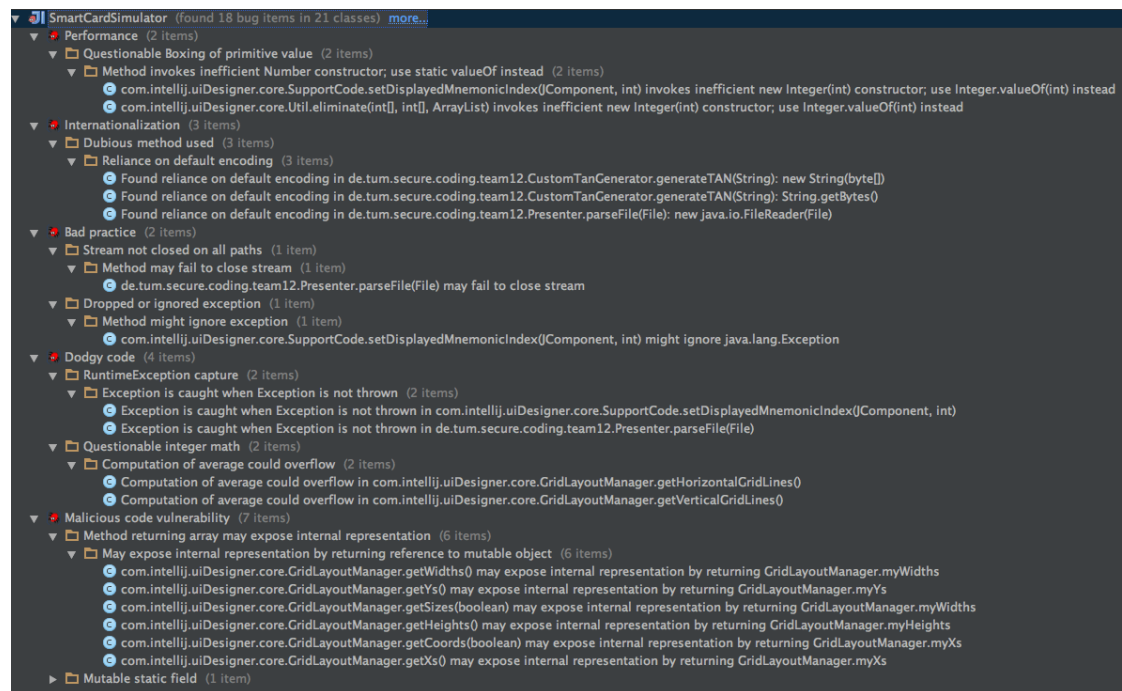 SmartCardSimulator (found 18 bug items in 21 classes) more...
Performance (2 items)
Questionable Boxing of primitive value (2 items)
Method invokes inefficient Number constructor; use static valueOf instead (2 items)
com.intellij.uiDesigner.core.SupportCode.setDisplayedMnemonicIndex(JComponent, int) invokes inefficient new Integer(int) constructor; use Integer.valueOf(int) instead
com.intellij.uiDesigner.core.Util.eliminate(int[], int[], ArrayList) invokes inefficient new Integer(int) constructor; use Integer.valueOf(int) instead
Internationalization (3 items)
Dubious method used (3 items)
Reliance on default encoding (3 items)
Found reliance on default encoding in de.tum.secure.coding.team12.CustomTanGenerator.generateTAN(String): new String(byte[])
Found reliance on default encoding in de.tum.secure.coding.team12.CustomTanGenerator.generateTAN(String): String.getBytes()
Found reliance on default encoding in de.tum.secure.coding.team12.Presenter.parseFile(File): new java.io.FileReader(File)
Bad practice (2 items)
Stream not closed on all paths (1 item)
Method may fail to close stream (1 item)
de.tum.secure.coding.team12.Presenter.parseFile(File) may fail to close stream
Dropped or ignored exception (1 item)
Method might ignore exception (1 item)
com.intellij.uiDesigner.core.SupportCode.setDisplayedMnemonicIndex(JComponent, int) might ignore java.lang.Exception
Dodgy code (4 items)
RuntimeException capture (2 items)
Exception is caught when Exception is not thrown (2 items)
Exception is caught when Exception is not thrown in com.intellij.uiDesigner.core.SupportCode.setDisplayedMnemonicIndex(JComponent, int)
Exception is caught when Exception is not thrown in de.tum.secure.coding.team12.Presenter.parseFile(File)
Questionable integer math (2 items)
Computation of average could overflow (2 items)
Computation of average could overflow in com.intellij.uiDesigner.core.GridLayoutManager.getHorizontalGridLines()
Computation of average could overflow in com.intellij.uiDesigner.core.GridLayoutManager.getVerticalGridLines()
Malicious code vulnerability (7 items)
Method returning array may expose internal representation (6 items)
May expose internal representation by returning reference to mutable object (6 items)
com.intellij.uiDesigner.core.GridLayoutManager.getWidths() may expose internal representation by returning GridLayoutManager.myWidths
com.intellij.uiDesigner.core.GridLayoutManager.getYs() may expose internal representation by returning GridLayoutManager.myYs
com.intellij.uiDesigner.core.GridLayoutManager.getSizes(boolean) may expose internal representation by returning GridLayoutManager.myWidths
com.intellij.uiDesigner.core.GridLayoutManager.getHeights() may expose internal representation by returning GridLayoutManager.myHeights
com.intellij.uiDesigner.core.GridLayoutManager.getCoords(boolean) may expose internal representation by returning GridLayoutManager.myXs
com.intellij.uiDesigner.core.GridLayoutManager.getXs() may expose internal representation by returning GridLayoutManager.myXs
Mutable static field (1 item)